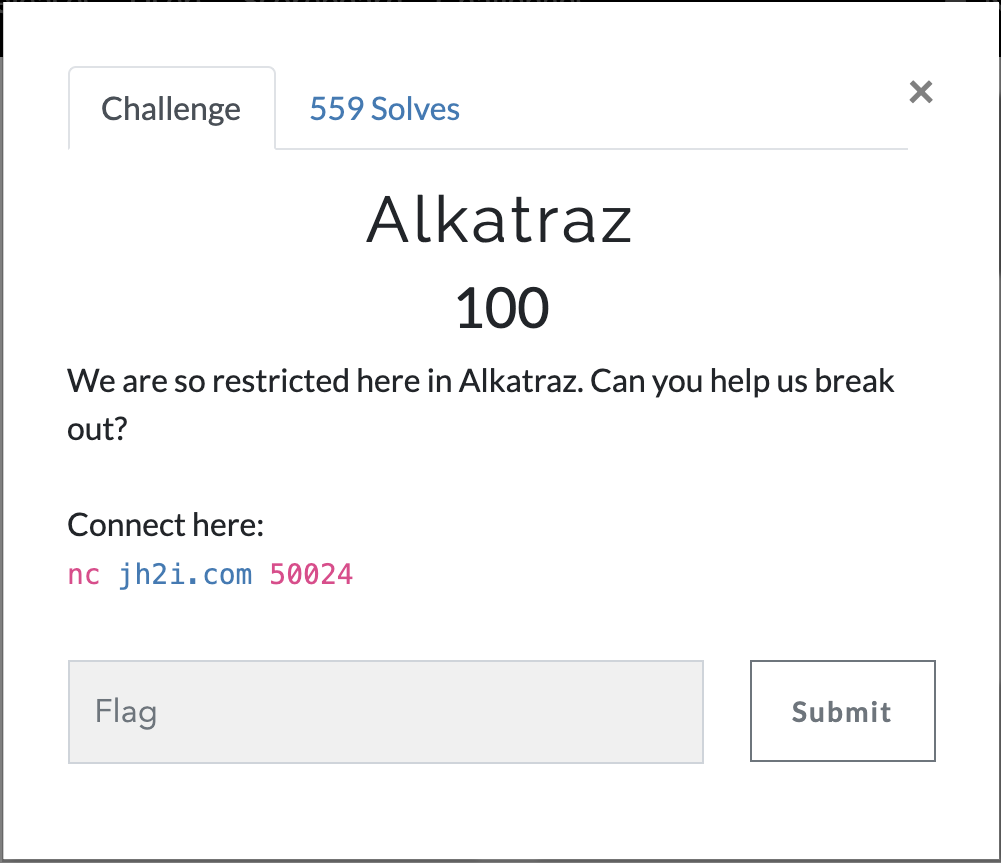 Challenge
559 Solves
×
Alkatraz
100
We are so restricted here in Alkatraz. Can you help us break
out?
Connect here:
nc jh2i.com 50024
Flag
Submit